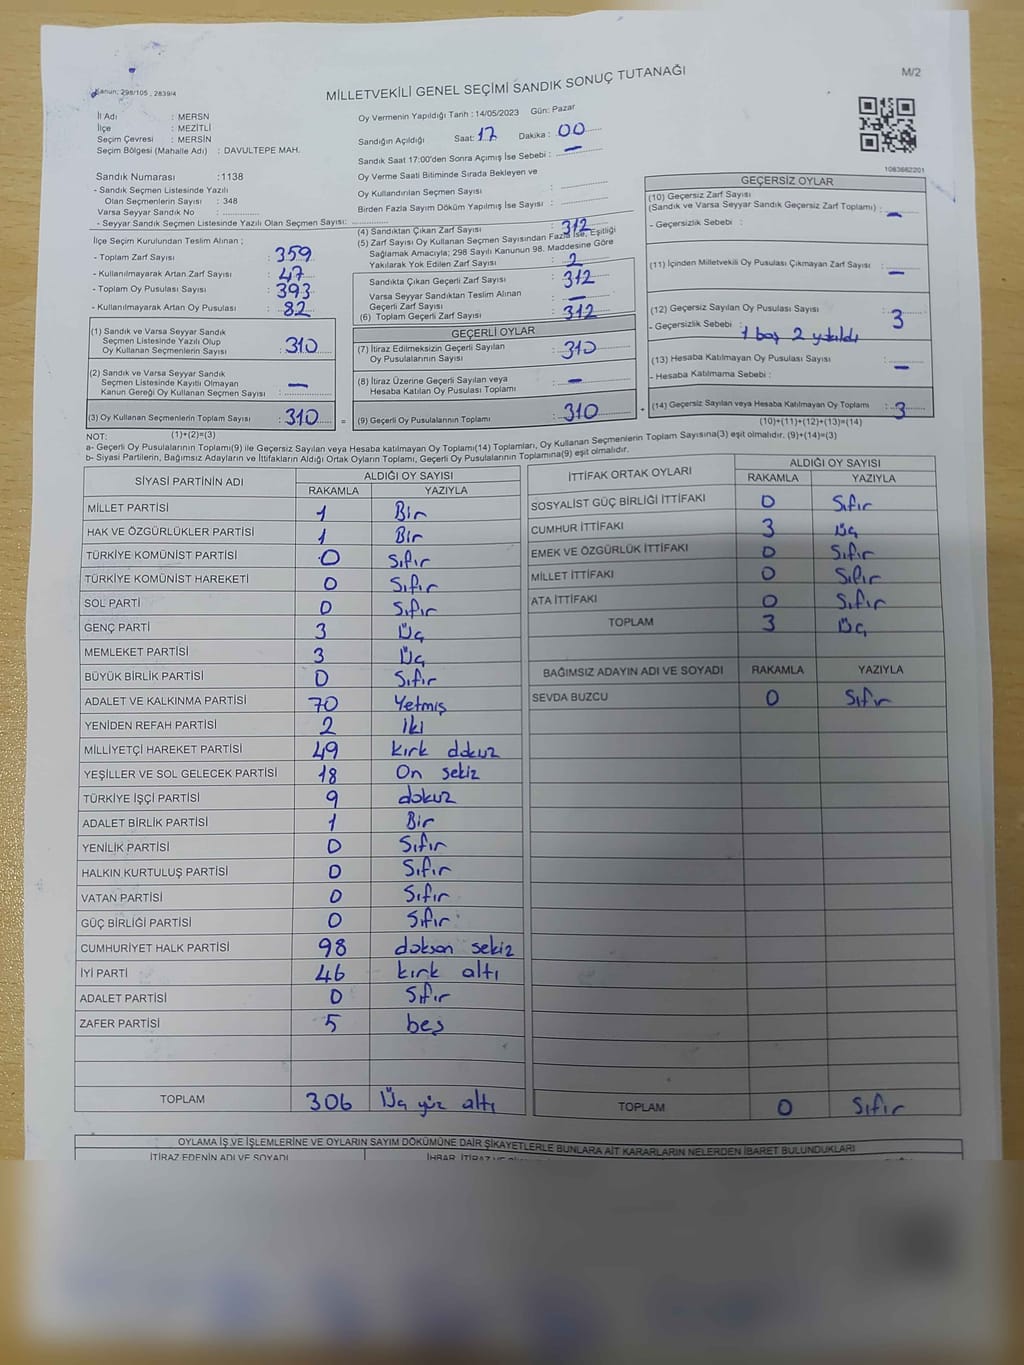 Kanun: 298/105 , 2839/4
MİLLETVEKİLİ GENEL SEÇİMİ SANDIK SONUÇ TUTANAĞI
M/2
İl Adı : MERSN
İlçe : MEZİTLİ
Seçim Çevresi : MERSİN
Seçim Bölgesi (Mahalle Adı) : DAVULTEPE MAH.
Oy Vermenin Yapıldığı Tarih : 14/05/2023 Gün: Pazar
Sandığın Açıldığı Saat: 17 Dakika : 00
Sandık Saat 17:00'den Sonra Açımış İse Sebebi : —
Oy Verme Saati Bitiminde Sırada Bekleyen ve
Oy Kullandırılan Seçmen Sayısı :
Birden Fazla Sayım Döküm Yapılmış İse Sayısı :
1083662201
Sandık Numarası : 1138
- Sandık Seçmen Listesinde Yazılı
Olan Seçmenlerin Sayısı : 348
Varsa Seyyar Sandık No :
- Seyyar Sandık Seçmen Listesinde Yazılı Olan Seçmen Sayısı:
İlçe Seçim Kurulundan Teslim Alınan ;
- Toplam Zarf Sayısı : 359
- Kullanılmayarak Artan Zarf Sayısı : 47
- Toplam Oy Pusulası Sayısı : 393
- Kullanılmayarak Artan Oy Pusulası : 82
(4) Sandıktan Çıkan Zarf Sayısı : 312
(5) Zarf Sayısı Oy Kullanan Seçmen Sayısından Fazla İse, Eşitliği
Sağlamak Amacıyla; 298 Sayılı Kanunun 98. Maddesine Göre
Yakılarak Yok Edilen Zarf Sayısı : 2
Sandıkta Çıkan Geçerli Zarf Sayısı : 312
Varsa Seyyar Sandıktan Teslim Alınan
Geçerli Zarf Sayısı : —
(6) Toplam Geçerli Zarf Sayısı : 312
GEÇERSİZ OYLAR
(10) Geçersiz Zarf Sayısı
(Sandık ve Varsa Seyyar Sandık Geçersiz Zarf Toplamı) : —
- Geçersizlik Sebebi :
(11) İçinden Milletvekili Oy Pusulası Çıkmayan Zarf Sayısı : —
(12) Geçersiz Sayılan Oy Pusulası Sayısı : 3
- Geçersizlik Sebebi : 1 boş 2 yakıldı
(13) Hesaba Katılmayan Oy Pusulası Sayısı : —
- Hesaba Katılmama Sebebi :
(14) Geçersiz Sayılan veya Hesaba Katılmayan Oy Toplamı : 3
(10)+(11)+(12)+(13)=(14)
(1) Sandık ve Varsa Seyyar Sandık
Seçmen Listesinde Yazılı Olup
Oy Kullanan Seçmenlerin Sayısı : 310
(2) Sandık ve Varsa Seyyar Sandık
Seçmen Listesinde Kayıtlı Olmayan
Kanun Gereği Oy Kullanan Seçmen Sayısı : —
(3) Oy Kullanan Seçmenlerin Toplam Sayısı : 310 =
(1)+(2)=(3)
GEÇERLİ OYLAR
(7) İtiraz Edilmeksizin Geçerli Sayılan
Oy Pusulalarının Sayısı : 310
(8) İtiraz Üzerine Geçerli Sayılan veya
Hesaba Katılan Oy Pusulası Toplamı : —
(9) Geçerli Oy Pusulalarının Toplamı : 310 +
NOT:
a- Geçerli Oy Pusulalarının Toplamı(9) ile Geçersiz Sayılan veya Hesaba katılmayan Oy Toplamı(14) Toplamları, Oy Kullanan Seçmenlerin Toplam Sayısına(3) eşit olmalıdır. (9)+(14)=(3)
b- Siyasi Partilerin, Bağımsız Adayların ve İttifakların Aldığı Ortak Oyların Toplamı, Geçerli Oy Pusulalarının Toplamına(9) eşit olmalıdır.
SİYASİ PARTİNİN ADI ALDIĞI OY SAYISI
RAKAMLA YAZIYLA
MİLLET PARTİSİ 1 Bir
HAK VE ÖZGÜRLÜKLER PARTİSİ 1 Bir
TÜRKİYE KOMÜNİST PARTİSİ 0 Sıfır
TÜRKİYE KOMÜNİST HAREKETİ 0 Sıfır
SOL PARTİ 0 Sıfır
GENÇ PARTİ 3 Üç
MEMLEKET PARTİSİ 3 Üç
BÜYÜK BİRLİK PARTİSİ 0 Sıfır
ADALET VE KALKINMA PARTİSİ 70 Yetmiş
YENİDEN REFAH PARTİSİ 2 iki
MİLLİYETÇİ HAREKET PARTİSİ 49 kırk dokuz
YEŞİLLER VE SOL GELECEK PARTİSİ 18 On sekiz
TÜRKİYE İŞÇİ PARTİSİ 9 dokuz
ADALET BİRLİK PARTİSİ 1 Bir
YENİLİK PARTİSİ 0 Sıfır
HALKIN KURTULUŞ PARTİSİ 0 Sıfır
VATAN PARTİSİ 0 Sıfır
GÜÇ BİRLİĞİ PARTİSİ 0 Sıfır
CUMHURİYET HALK PARTİSİ 98 doksan sekiz
İYİ PARTİ 46 kırk altı
ADALET PARTİSİ 0 Sıfır
ZAFER PARTİSİ 5 beş
TOPLAM 306 Üç yüz altı
İTTİFAK ORTAK OYLARI ALDIĞI OY SAYISI
RAKAMLA YAZIYLA
SOSYALİST GÜÇ BİRLİĞİ İTTİFAKI 0 Sıfır
CUMHUR İTTİFAKI 3 Üç
EMEK VE ÖZGÜRLÜK İTTİFAKI 0 Sıfır
MİLLET İTTİFAKI 0 Sıfır
ATA İTTİFAKI 0 Sıfır
TOPLAM 3 Üç
BAĞIMSIZ ADAYIN ADI VE SOYADI RAKAMLA YAZIYLA
SEVDA BUZCU 0 Sıfır
TOPLAM 0 Sıfır
OYLAMA İŞ VE İŞLEMLERİNE VE OYLARIN SAYIM DÖKÜMÜNE DAİR ŞİKAYETLERLE BUNLARA AİT KARARLARIN NELERDEN İBARET BULUNDUKLARI
İTİRAZ EDENİN ADI VE SOYADI